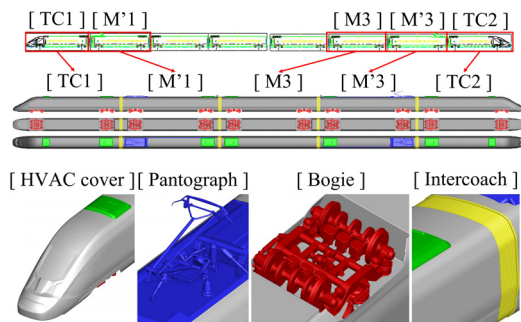 [ TC1 ] [ M’1 ] [ M3 ] [ M’3 ] [ TC2 ]
[ TC1 ] [ M’1 ] [ M3 ] [ M’3 ] [ TC2 ]
[ HVAC cover ] [ Pantograph ] [ Bogie ] [ Intercoach ]